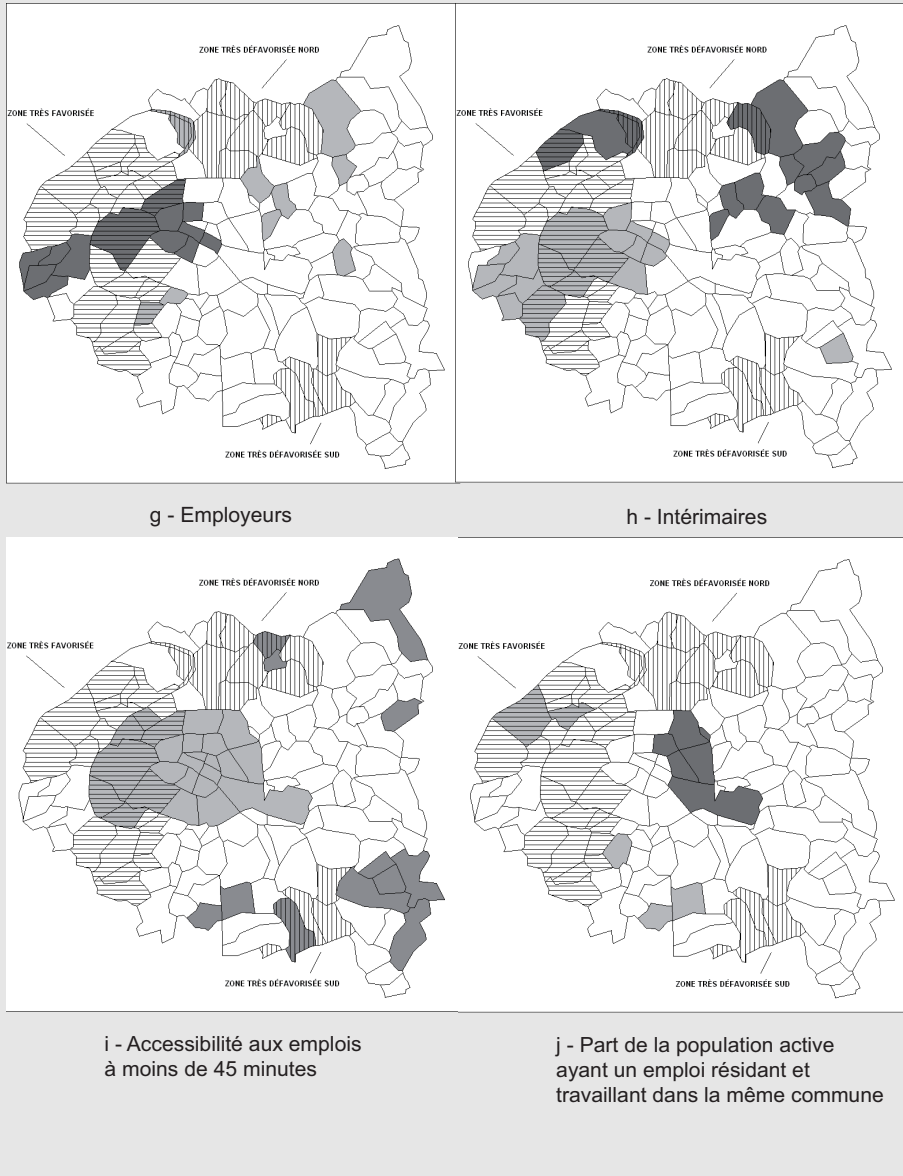 ZONE TRÈS DÉFAVORISÉE NORD
ZONE TRÈS FAVORISÉE
ZONE TRÈS DÉFAVORISÉE SUD
g - Employeurs
ZONE TRÈS DÉFAVORISÉE NORD
ZONE TRÈS FAVORISÉE
ZONE TRÈS DÉFAVORISÉE SUD
h - Intérimaires
ZONE TRÈS DÉFAVORISÉE NORD
ZONE TRÈS FAVORISÉE
ZONE TRÈS DÉFAVORISÉE SUD
i - Accessibilité aux emplois
à moins de 45 minutes
ZONE TRÈS DÉFAVORISÉE NORD
ZONE TRÈS FAVORISÉE
ZONE TRÈS DÉFAVORISÉE SUD
j - Part de la population active
ayant un emploi résidant et
travaillant dans la même commune